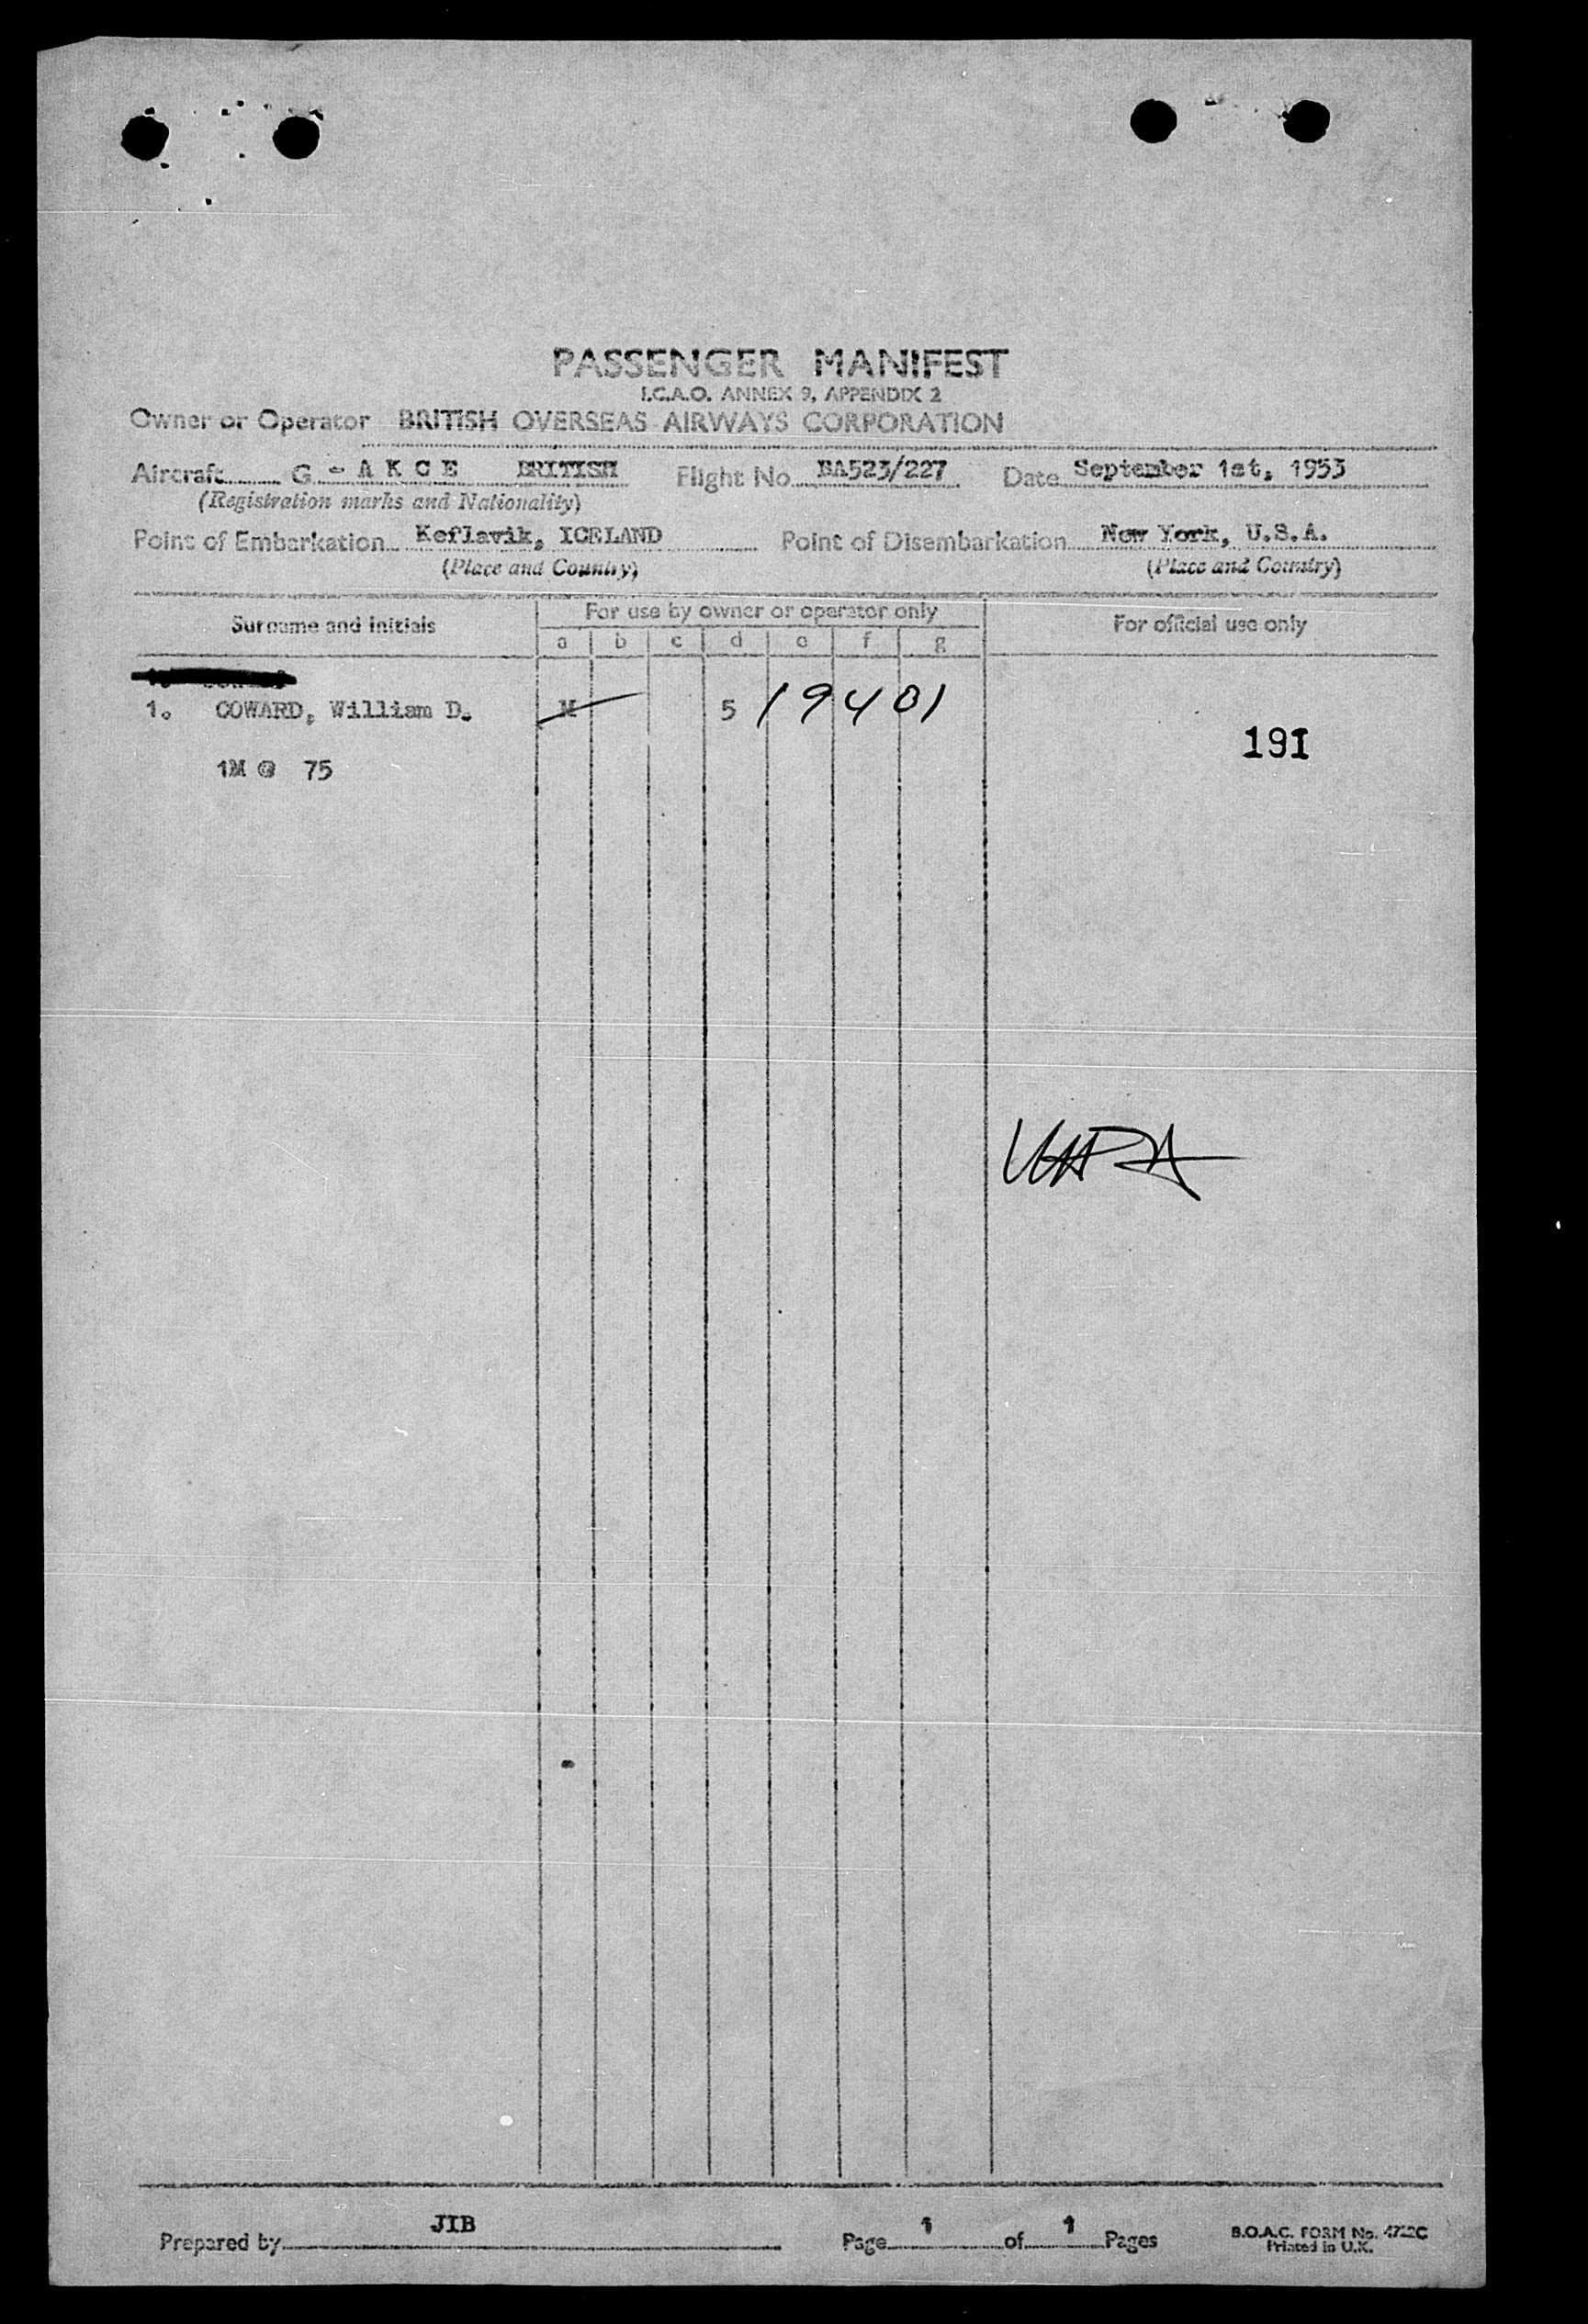 PASSENGER MANIFEST
I.C.A.O. ANNEX 9, APPENDIX 2
Owner or Operator BRITISH OVERSEAS AIRWAYS CORPORATION
Aircraft G - A K C E BRITISH Flight No. BA523/227 Date September 1st, 1953
(Registration marks and Nationality)
Point of Embarkation Keflavik, ICELAND Point of Disembarkation New York, U.S.A.
(Place and Country) (Place and Country)
Surname and initials For use by owner or operator only For official use only
a b c d e f g
1. COWARD, William D. M 5 19401
191
1M @ 75
Prepared by JIB Page 1 of 1 Pages B.O.A.C. FORM No.
Printed in U.K.